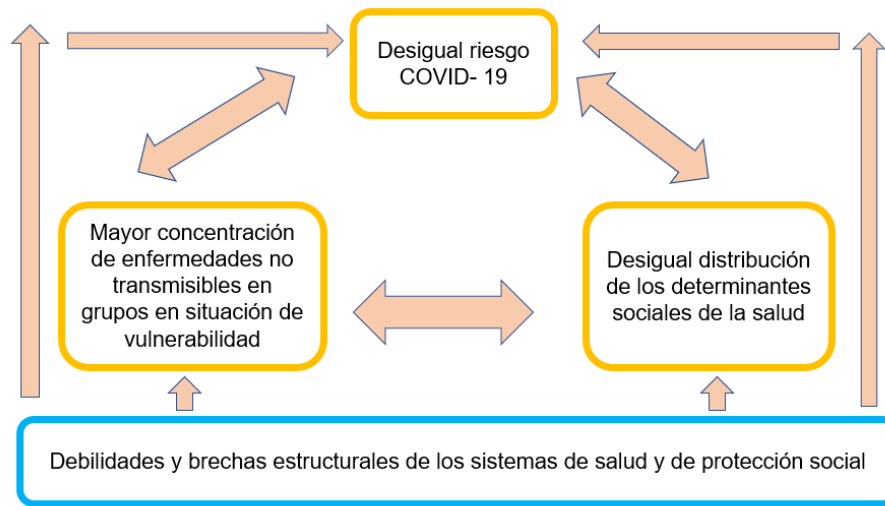 Desigual riesgo
COVID- 19
Mayor concentración
de enfermedades no
transmisibles en
grupos en situación de
vulnerabilidad
Desigual distribución
de los determinantes
sociales de la salud
Debilidades y brechas estructurales de los sistemas de salud y de protección social